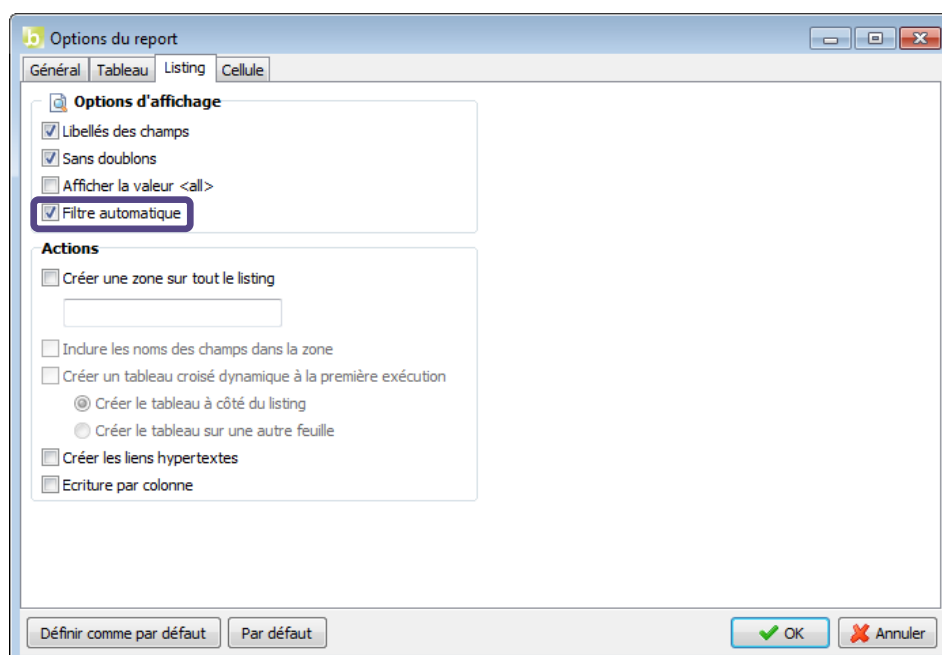 Options du report
Général Tableau Listing Cellule
Options d'affichage
Libellés des champs
Sans doublons
Afficher la valeur <all>
Filtre automatique
Actions
Créer une zone sur tout le listing
Inclure les noms des champs dans la zone
Créer un tableau croisé dynamique à la première exécution
Créer le tableau à côté du listing
Créer le tableau sur une autre feuille
Créer les liens hypertextes
Ecriture par colonne
Définir comme par défaut Par défaut OK Annuler